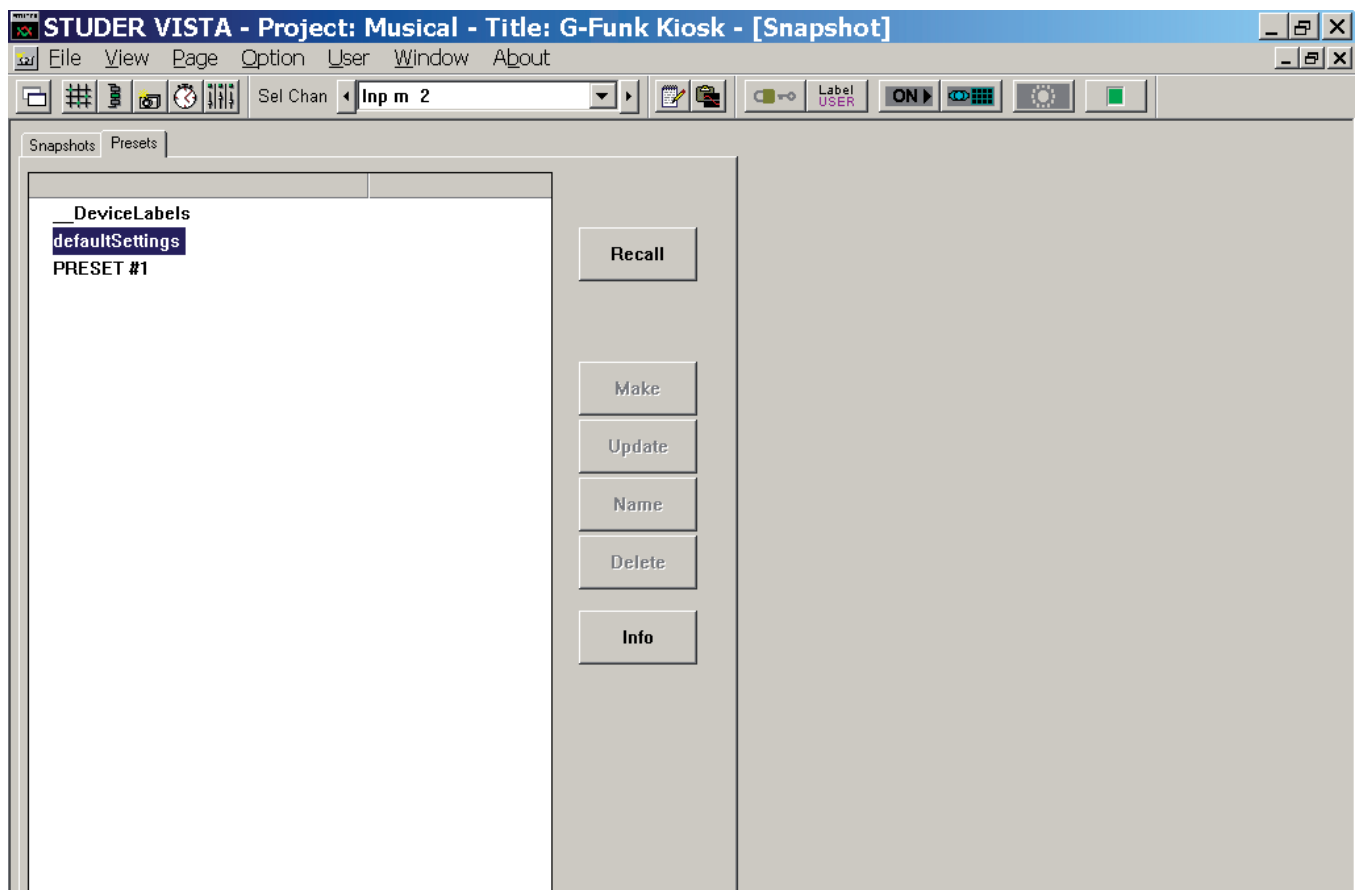 STUDER VISTA - Project: Musical - Title: G-Funk Kiosk - [Snapshot]
File View Page Option User Window About
Sel Chan Inp m 2 Label USER ON
Snapshots Presets
__DeviceLabels
defaultSettings
PRESET #1
Recall
Make
Update
Name
Delete
Info